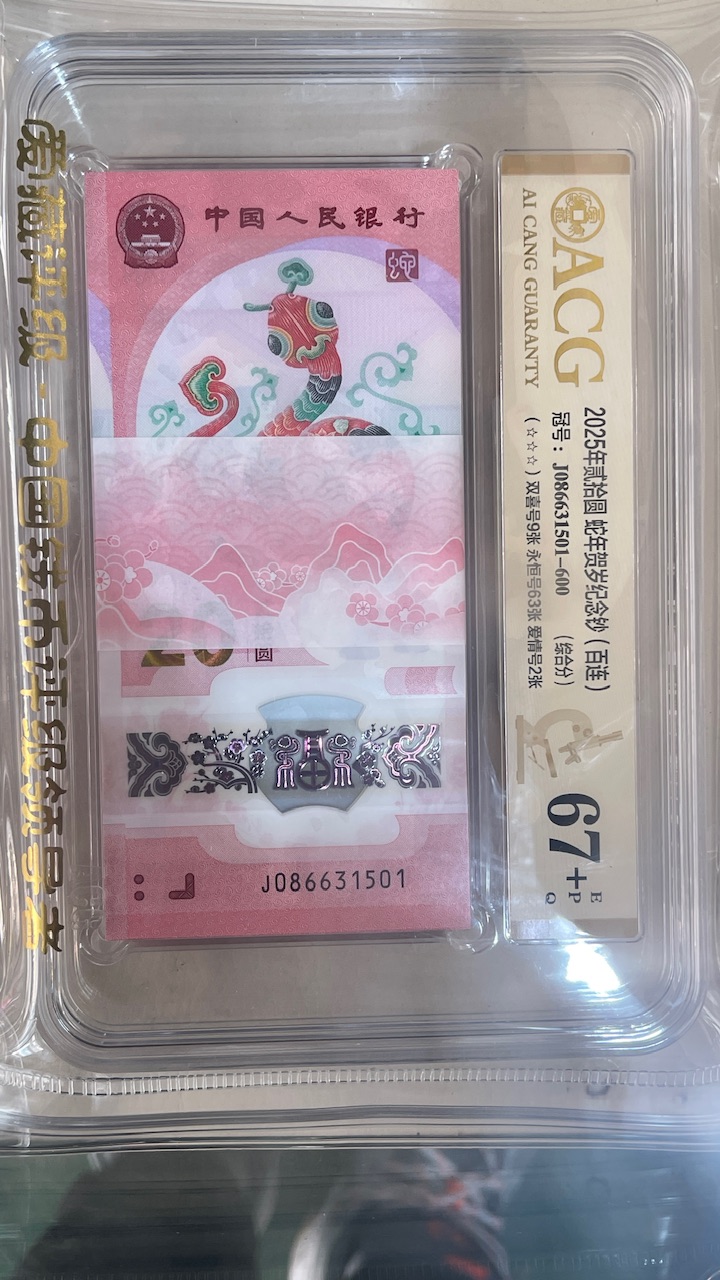 爱藏评级·中国钱币评级领导者
中国人民银行
蛇
20
圆
J086631501
ACG
AI CANG GUARANTY
2025年贰拾圆 蛇年贺岁纪念钞（百连）
冠号：J086631501-600 （综合分）
（☆☆☆）双喜号9张 永恒号63张 爱情号2张
67+
E
P
Q